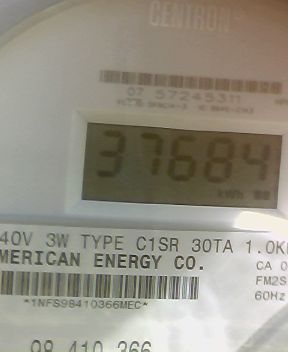 CENTRON
07 57245311
37684
kWh
40V 3W TYPE C1SR 30TA 1.0K
MERICAN ENERGY CO.
CA 0
FM2S
*1NFS98410366MEC*
60Hz
98 410 366